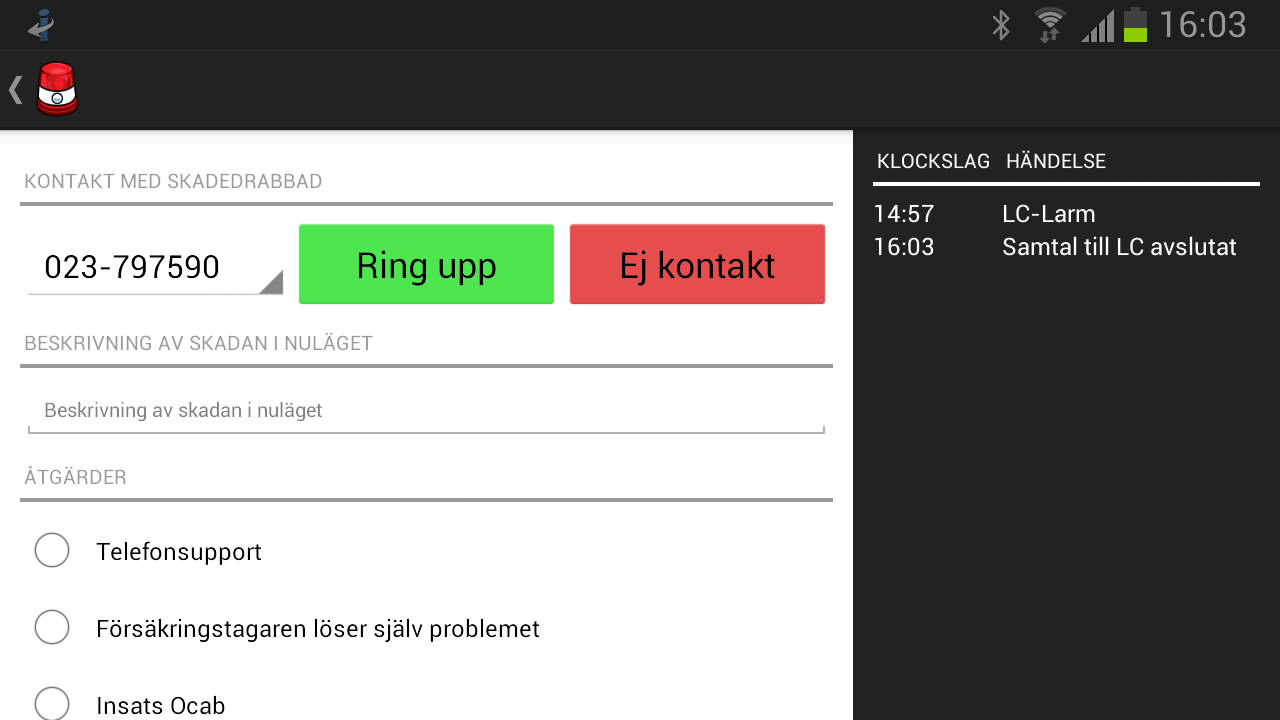 16:03
KONTAKT MED SKADEDRABBAD
023-797590
Ring upp
Ej kontakt
BESKRIVNING AV SKADAN I NULÄGET
Beskrivning av skadan i nuläget
ÅTGÄRDER
Telefonsupport
Försäkringstagaren löser själv problemet
Insats Ocab
KLOCKSLAG HÄNDELSE
14:57 LC-Larm
16:03 Samtal till LC avslutat